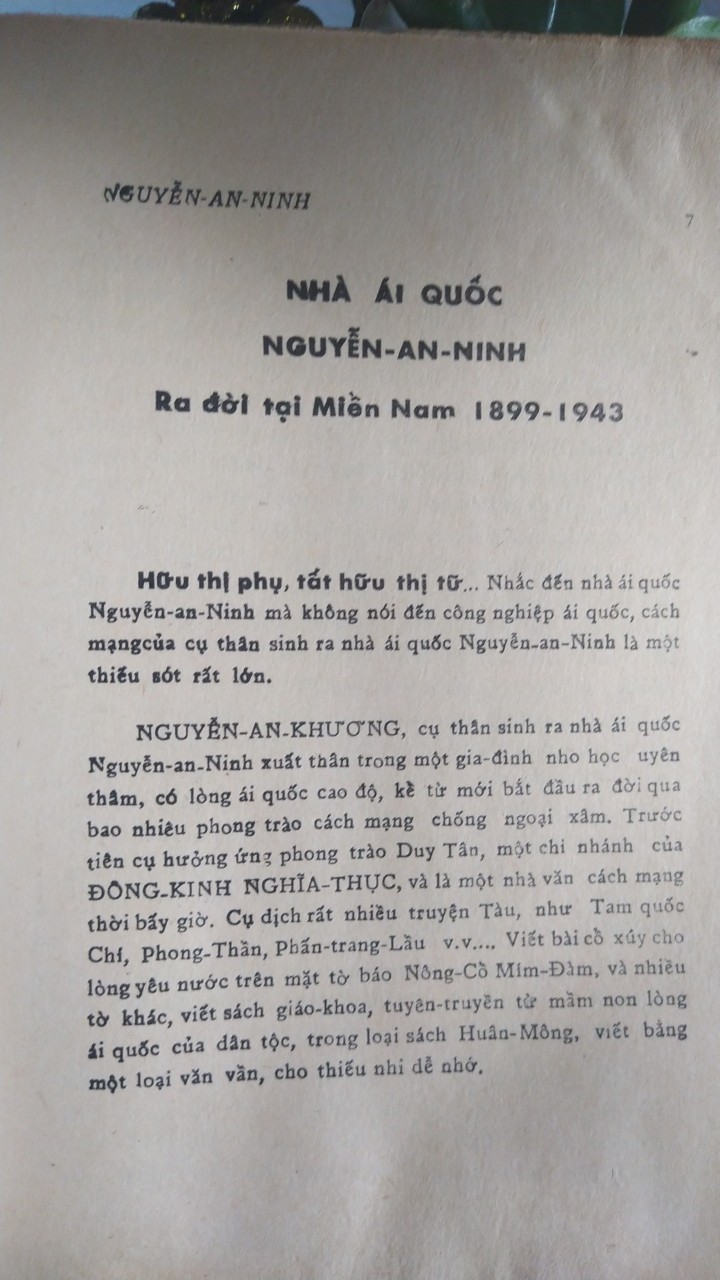 NGUYỄN-AN-NINH
7
NHÀ ÁI QUỐC
NGUYỄN-AN-NINH
Ra đời tại Miền Nam 1899-1943
Hữu thị phụ, tất hữu thị tử... Nhắc đến nhà ái quốc
Nguyễn-an-Ninh mà không nói đến công nghiệp ái quốc, cách
mạngcủa cụ thân sinh ra nhà ái quốc Nguyễn-an-Ninh là một
thiếu sót rất lớn.
NGUYỄN-AN-KHƯƠNG, cụ thân sinh ra nhà ái quốc
Nguyễn-an-Ninh xuất thân trong một gia-đình nho học uyên
thâm, có lòng ái quốc cao độ, kể từ mới bắt đầu ra đời qua
bao nhiêu phong trào cách mạng chống ngoại xâm. Trước
tiên cụ hưởng ứng phong trào Duy Tân, một chi nhánh của
ĐÔNG-KINH NGHĨA-THỤC, và là một nhà văn cách mạng
thời bấy giờ. Cụ dịch rất nhiều truyện Tàu, như Tam quốc
Chí, Phong-Thần, Phấn-trang-Lầu v.v.... Viết bài cồ xúy cho
lòng yêu nước trên mặt tờ báo Nông-Cồ Mím-Đàm, và nhiều
tờ khác, viết sách giáo-khoa, tuyên-truyền từ mầm non lòng
ái quốc của dân tộc, trong loại sách Huân-Mông, viết bằng
một loại văn vần, cho thiếu nhi dễ nhớ.